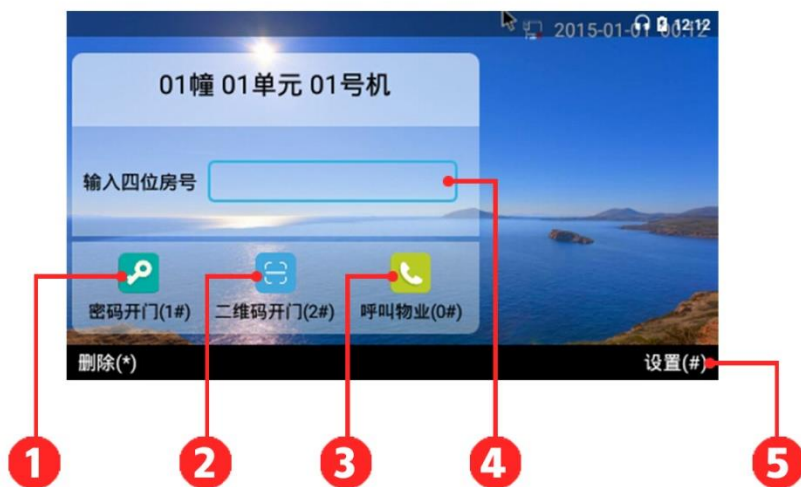 2015-01-01 00:12
12:12
01幢 01单元 01号机
输入四位房号
密码开门(1#)
二维码开门(2#)
呼叫物业(0#)
删除(*)
设置(#)
1
2
3
4
5